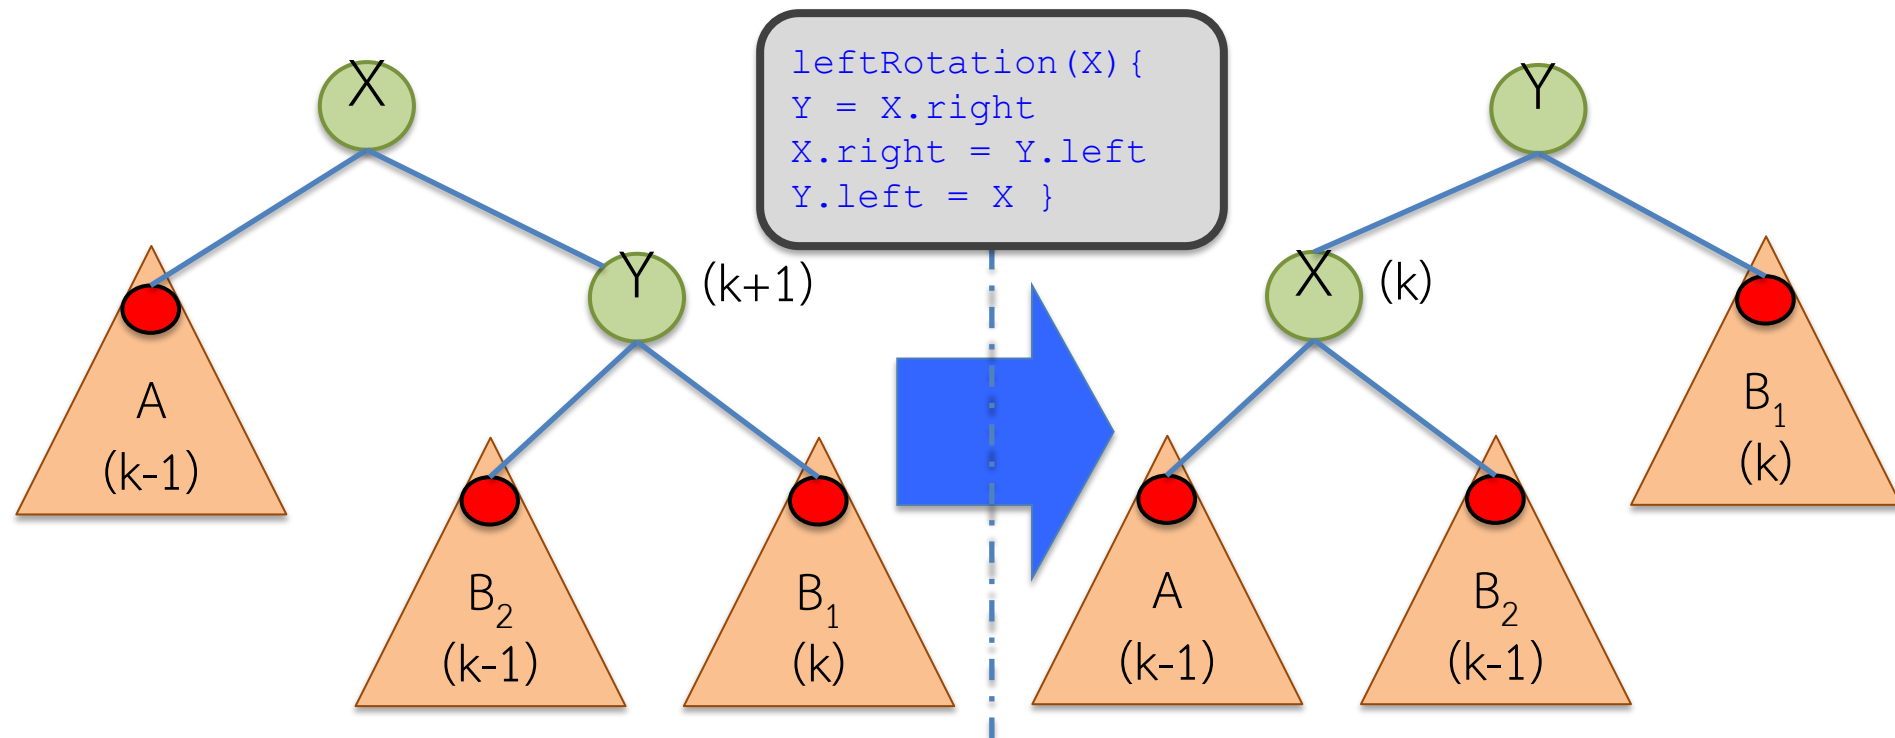 X
leftRotation(X){
Y = X.right
X.right = Y.left
Y.left = X }
Y
Y
(k+1)
X
(k)
A
(k-1)
B₁
(k)
B₂
(k-1)
B₁
(k)
A
(k-1)
B₂
(k-1)